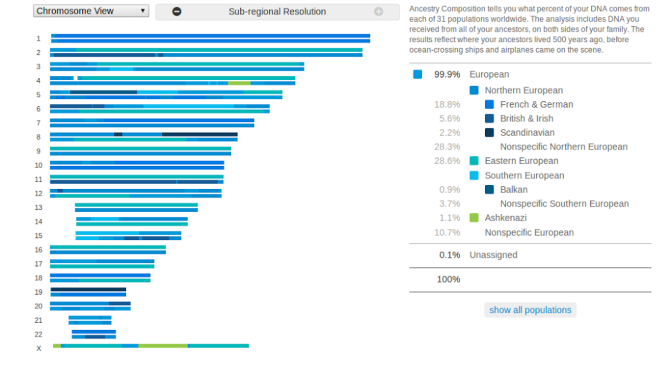 Chromosome View
Sub-regional Resolution
1
2
3
4
5
6
7
8
9
10
11
12
13
14
15
16
17
18
19
20
21
22
X
Ancestry Composition tells you what percent of your DNA comes from
each of 31 populations worldwide. The analysis includes DNA you
received from all of your ancestors, on both sides of your family. The
results reflect where your ancestors lived 500 years ago, before
ocean-crossing ships and airplanes came on the scene.
99.9% European
Northern European
18.8% French & German
5.6% British & Irish
2.2% Scandinavian
28.3% Nonspecific Northern European
28.6% Eastern European
Southern European
0.9% Balkan
3.7% Nonspecific Southern European
1.1% Ashkenazi
10.7% Nonspecific European
0.1% Unassigned
100%
show all populations